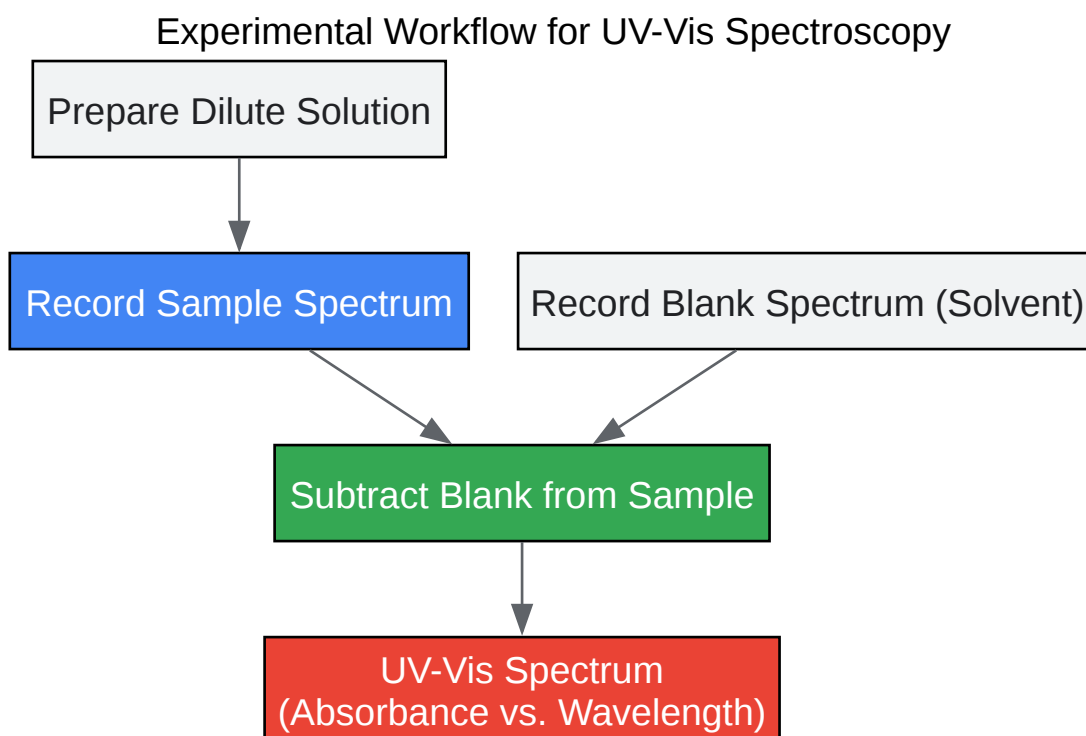 Experimental Workflow for UV-Vis Spectroscopy
Prepare Dilute Solution
Record Sample Spectrum
Record Blank Spectrum (Solvent)
Subtract Blank from Sample
UV-Vis Spectrum
(Absorbance vs. Wavelength)